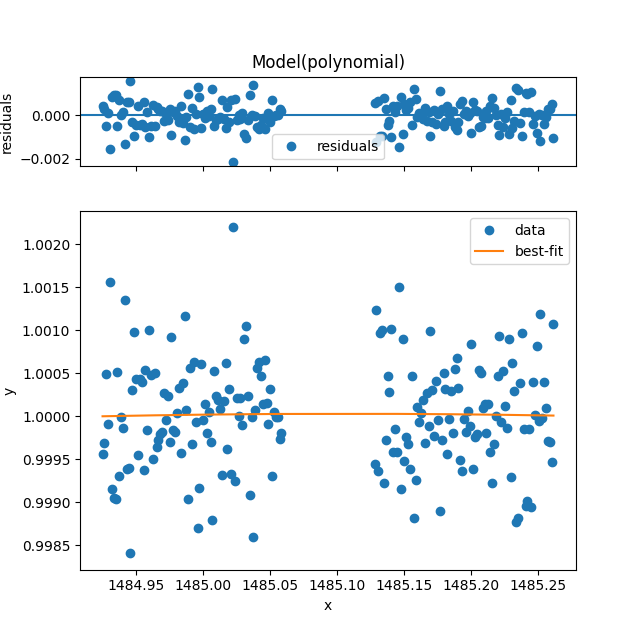 Model(polynomial)
residuals
0.000
−0.002
residuals
data
best-fit
y
1.0020
1.0015
1.0010
1.0005
1.0000
0.9995
0.9990
0.9985
1484.95 1485.00 1485.05 1485.10 1485.15 1485.20 1485.25
x